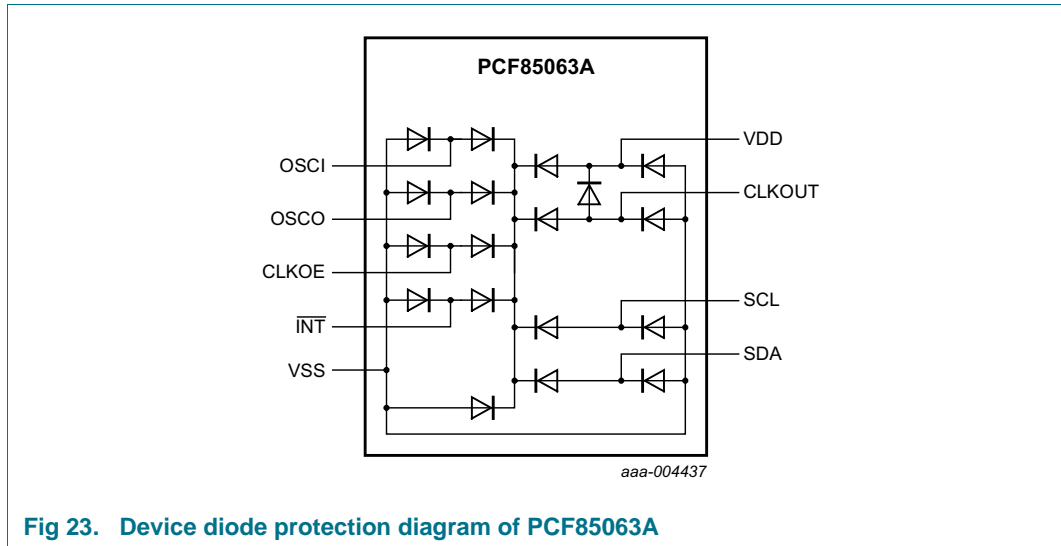 PCF85063A
OSCI
OSCO
CLKOE
INT
VSS
VDD
CLKOUT
SCL
SDA
aaa-004437
Fig 23. Device diode protection diagram of PCF85063A